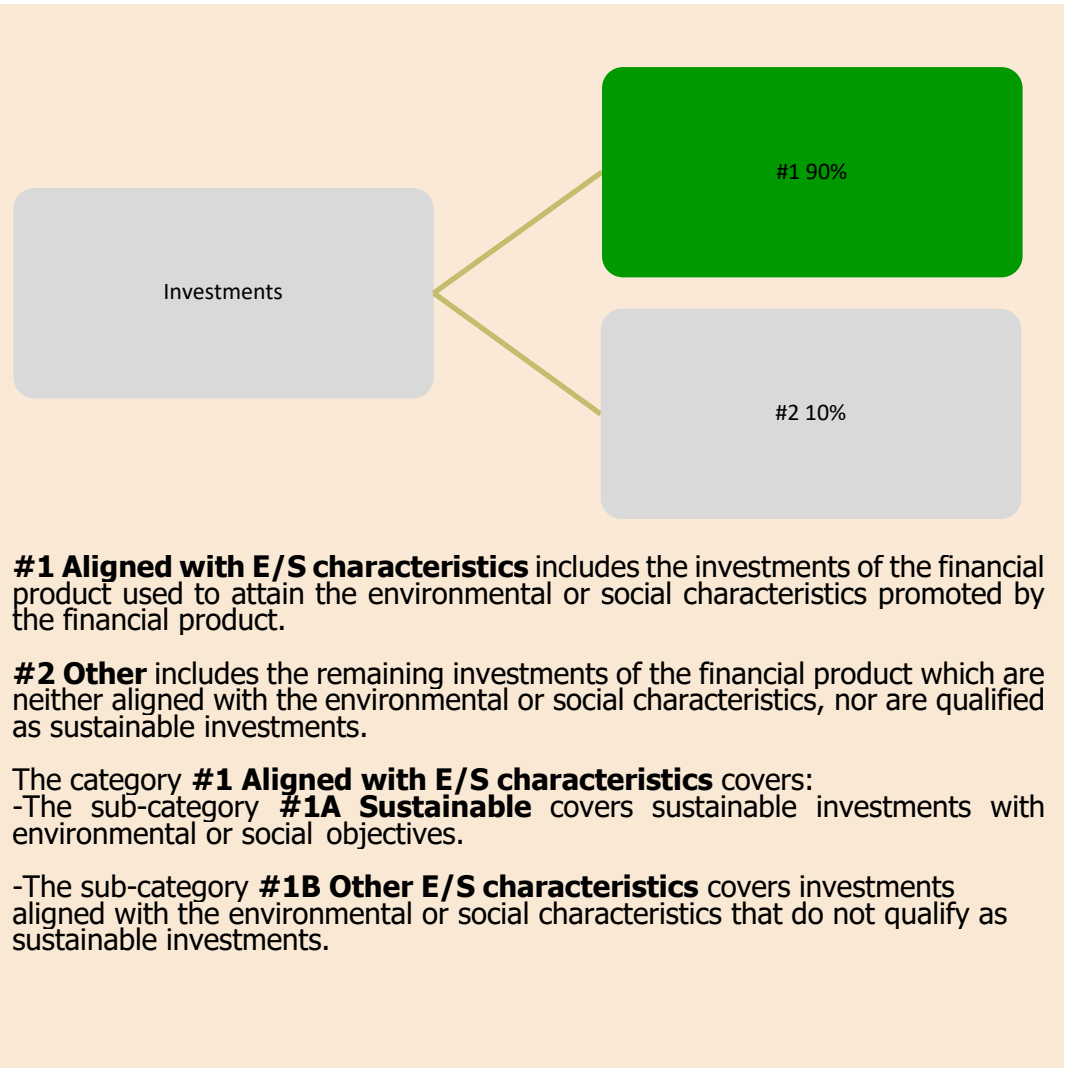 #1 90%
Investments
#2 10%
#1 Aligned with E/S characteristics includes the investments of the financial
product used to attain the environmental or social characteristics promoted by
the financial product.
#2 Other includes the remaining investments of the financial product which are
neither aligned with the environmental or social characteristics, nor are qualified
as sustainable investments.
The category #1 Aligned with E/S characteristics covers:
-The sub-category #1A Sustainable covers sustainable investments with
environmental or social objectives.
-The sub-category #1B Other E/S characteristics covers investments
aligned with the environmental or social characteristics that do not qualify as
sustainable investments.